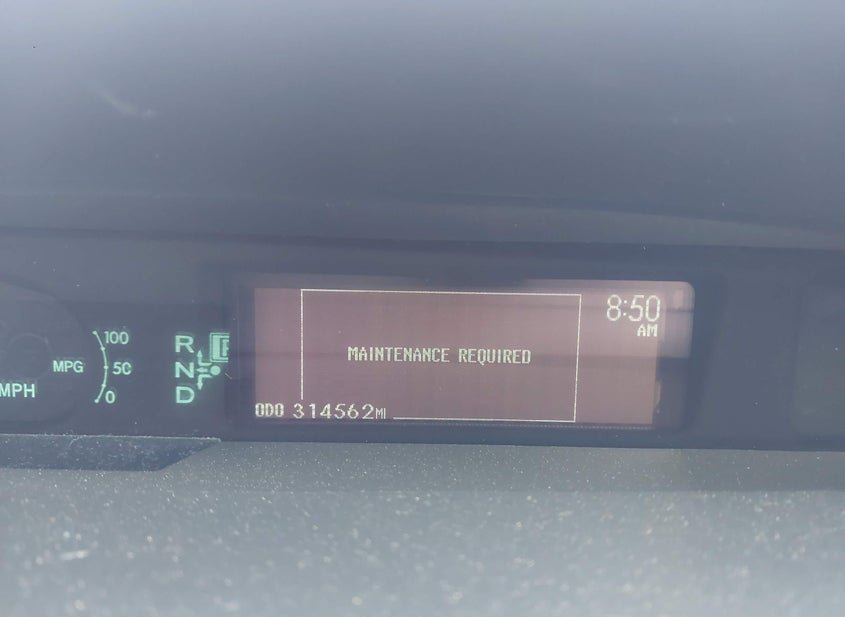 100
MPG 50
0
MPH
R
N
D
P
8:50
AM
MAINTENANCE REQUIRED
ODO 314562MI